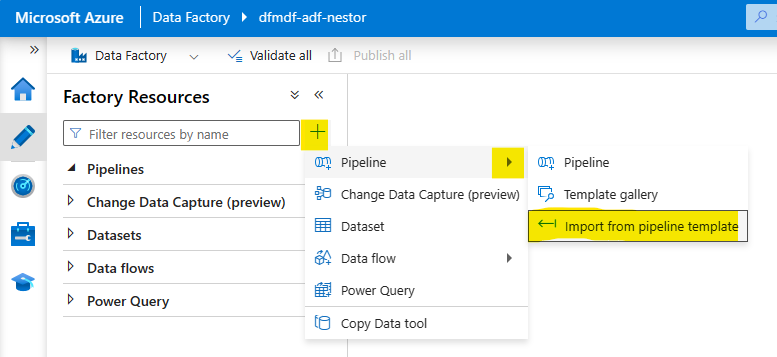 Microsoft Azure
Data Factory
dfmdf-adf-nestor
Data Factory
Validate all
Publish all
Factory Resources
Filter resources by name
Pipelines
Change Data Capture (preview)
Datasets
Data flows
Power Query
Pipeline
Change Data Capture (preview)
Dataset
Data flow
Power Query
Copy Data tool
Pipeline
Template gallery
Import from pipeline template